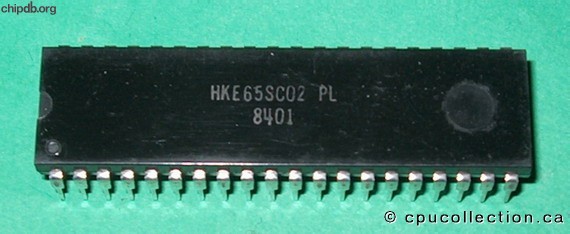 chipdb.org
HKE65SC02 PL
8401
© cpucollection.ca